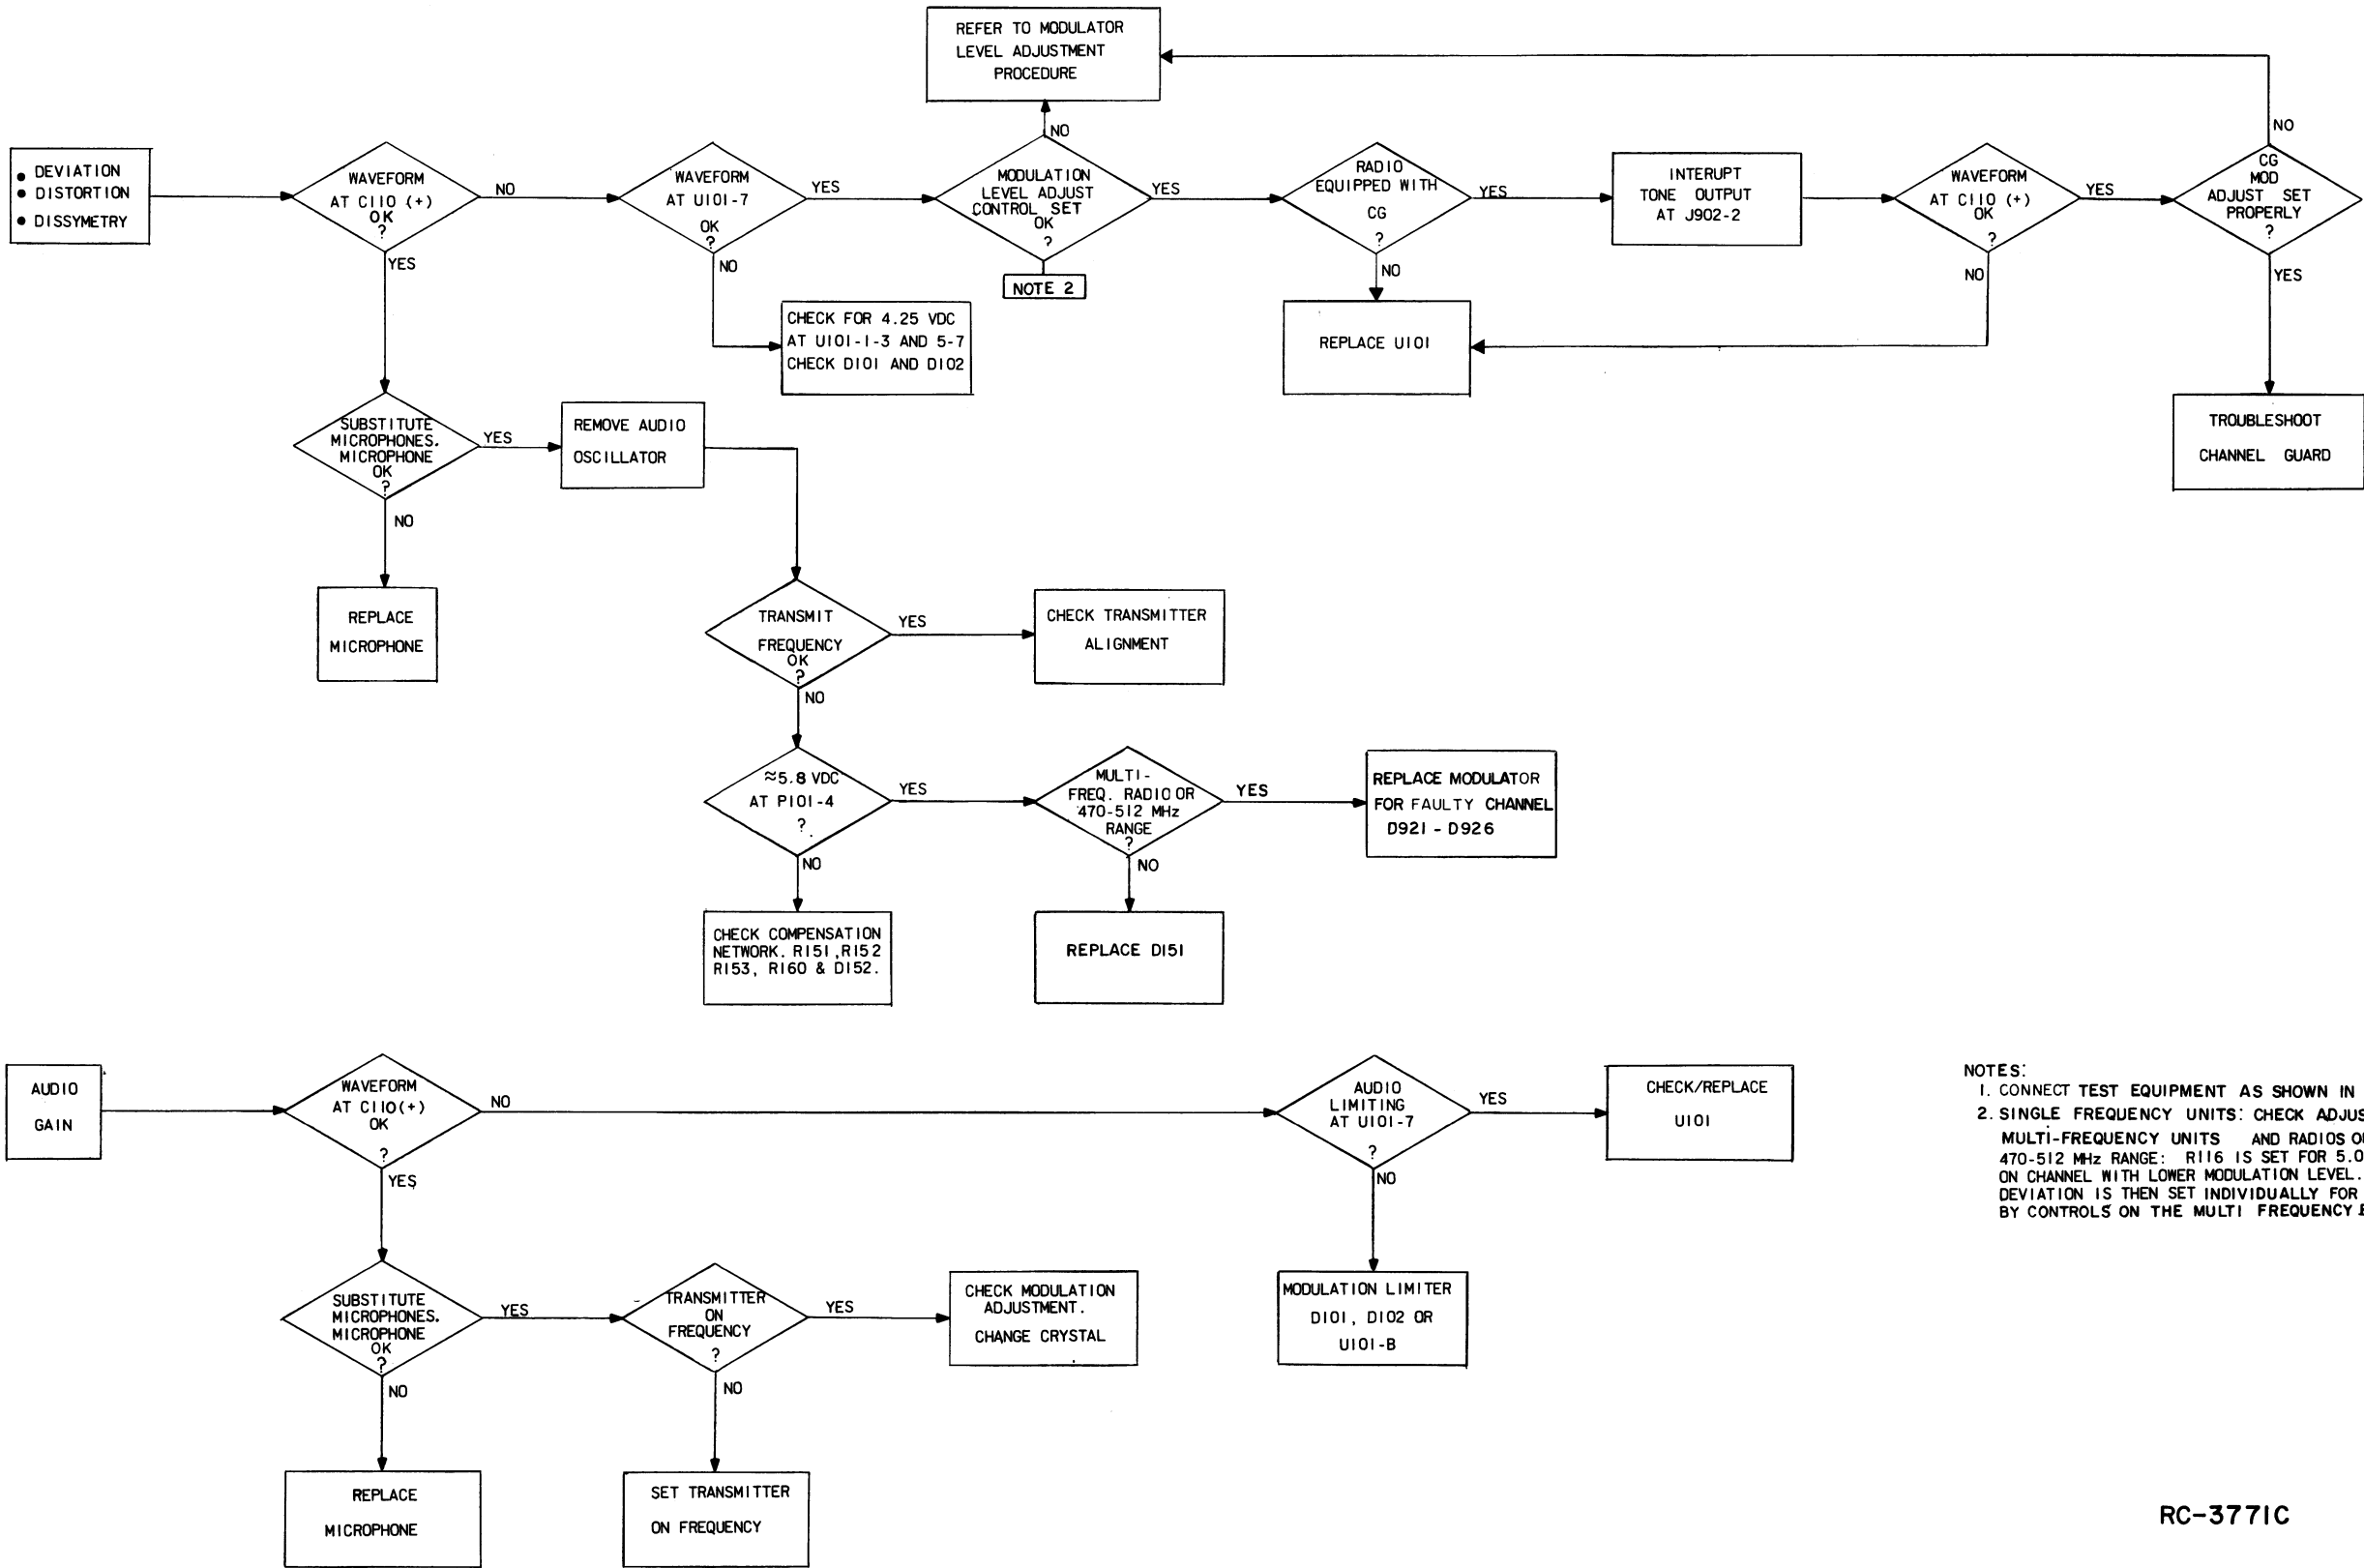 REFER TO MODULATOR
LEVEL ADJUSTMENT
PROCEDURE
NO
NO
• DEVIATION
• DISTORTION
• DISSYMETRY
WAVEFORM
AT C110 (+)
OK
?
NO
YES
WAVEFORM
AT U101-7
OK
?
YES
NO
MODULATION
LEVEL ADJUST
CONTROL SET
OK
?
YES
NOTE 2
RADIO
EQUIPPED WITH
CG
?
YES
NO
INTERUPT
TONE OUTPUT
AT J902-2
WAVEFORM
AT C110 (+)
OK
?
YES
NO
CG
MOD
ADJUST SET
PROPERLY
?
YES
CHECK FOR 4.25 VDC
AT U101-1-3 AND 5-7
CHECK D101 AND D102
REPLACE U101
TROUBLESHOOT
CHANNEL GUARD
SUBSTITUTE
MICROPHONES.
MICROPHONE
OK
?
YES
NO
REMOVE AUDIO
OSCILLATOR
REPLACE
MICROPHONE
TRANSMIT
FREQUENCY
OK
?
YES
NO
CHECK TRANSMITTER
ALIGNMENT
≈5.8 VDC
AT P101-4
?
YES
NO
MULTI-
FREQ. RADIO OR
470-512 MHz
RANGE
?
YES
NO
REPLACE MODULATOR
FOR FAULTY CHANNEL
D921 - D926
CHECK COMPENSATION
NETWORK. R151, R152
R153, R160 & D152.
REPLACE D151
AUDIO
GAIN
WAVEFORM
AT C110(+)
OK
?
NO
YES
AUDIO
LIMITING
AT U101-7
?
YES
NO
CHECK/REPLACE
U101
NOTES:
1. CONNECT TEST EQUIPMENT AS SHOWN IN
2. SINGLE FREQUENCY UNITS: CHECK
MULTI-FREQUENCY UNITS AND RADIOS
470-512 MHz RANGE: R116 IS SET FOR 5.0
ON CHANNEL WITH LOWER MODULATION LEVEL.
DEVIATION IS THEN SET INDIVIDUALLY FOR
BY CONTROLS ON THE MULTI FREQUENCY
SUBSTITUTE
MICROPHONES.
MICROPHONE
OK
?
YES
NO
TRANSMITTER
ON
FREQUENCY
?
YES
NO
CHECK MODULATION
ADJUSTMENT.
CHANGE CRYSTAL
MODULATION LIMITER
D101, D102 OR
U101-B
REPLACE
MICROPHONE
SET TRANSMITTER
ON FREQUENCY
RC-3771C